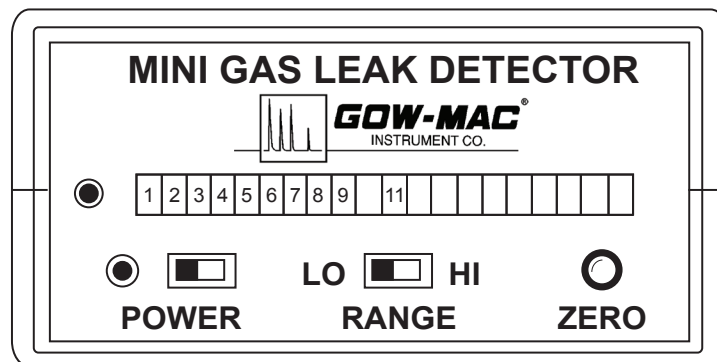 MINI GAS LEAK DETECTOR
GOW-MAC®
INSTRUMENT CO.
1 2 3 4 5 6 7 8 9 11
LO HI
POWER RANGE ZERO